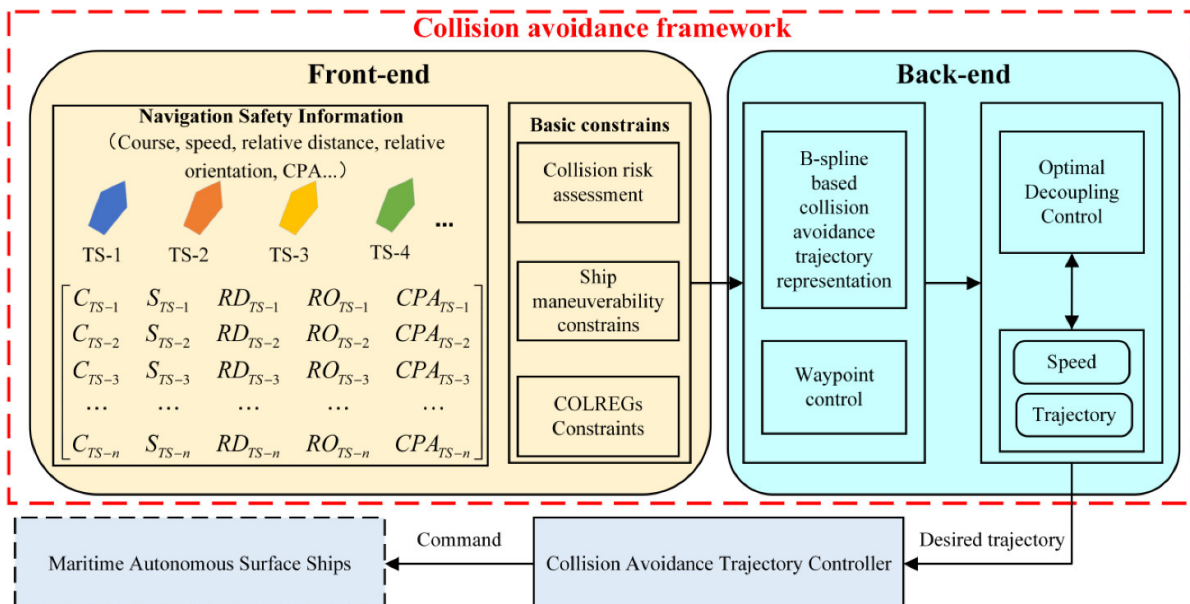 Collision avoidance framework
Front-end
Navigation Safety Information
（Course, speed, relative distance, relative
orientation, CPA...）
TS-1 TS-2 TS-3 TS-4 ...
C_{TS-1} S_{TS-1} RD_{TS-1} RO_{TS-1} CPA_{TS-1}
C_{TS-2} S_{TS-2} RD_{TS-2} RO_{TS-2} CPA_{TS-2}
C_{TS-3} S_{TS-3} RD_{TS-3} RO_{TS-3} CPA_{TS-3}
... ... ... ... ...
C_{TS-n} S_{TS-n} RD_{TS-n} RO_{TS-n} CPA_{TS-n}
Basic constrains
Collision risk
assessment
Ship
maneuverability
constrains
COLREGs
Constraints
Back-end
B-spline
based
collision
avoidance
trajectory
representation
Waypoint
control
Optimal
Decoupling
Control
Speed
Trajectory
Desired trajectory
Collision Avoidance Trajectory Controller
Command
Maritime Autonomous Surface Ships